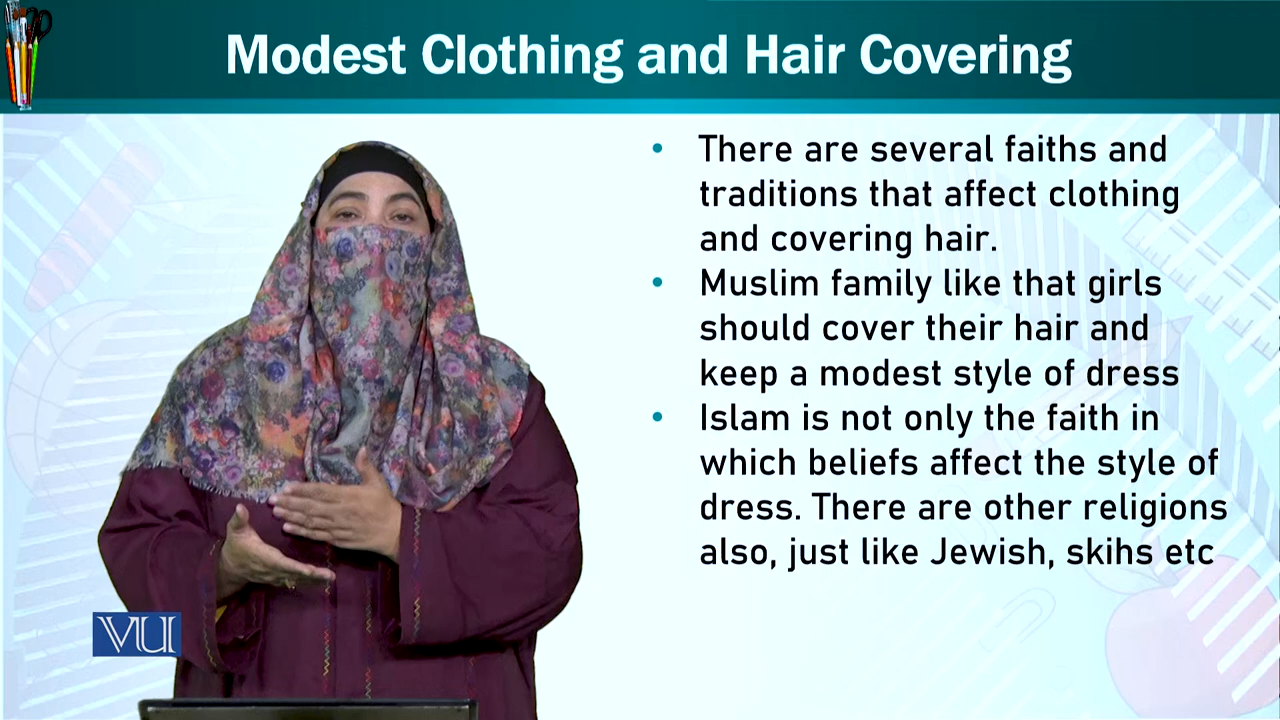 Modest Clothing and Hair Covering
• There are several faiths and
traditions that affect clothing
and covering hair.
• Muslim family like that girls
should cover their hair and
keep a modest style of dress
• Islam is not only the faith in
which beliefs affect the style of
dress. There are other religions
also, just like Jewish, skihs etc
VU